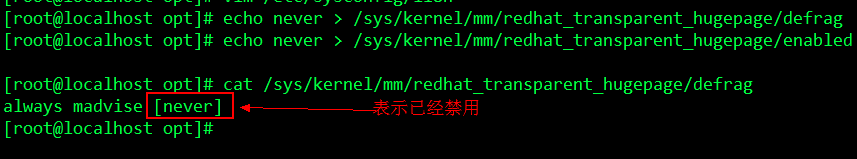 [root@localhost opt]# echo never > /sys/kernel/mm/redhat_transparent_hugepage/defrag
[root@localhost opt]# echo never > /sys/kernel/mm/redhat_transparent_hugepage/enabled
[root@localhost opt]# cat /sys/kernel/mm/redhat_transparent_hugepage/defrag
always madvise [never] 表示已经禁用
[root@localhost opt]#